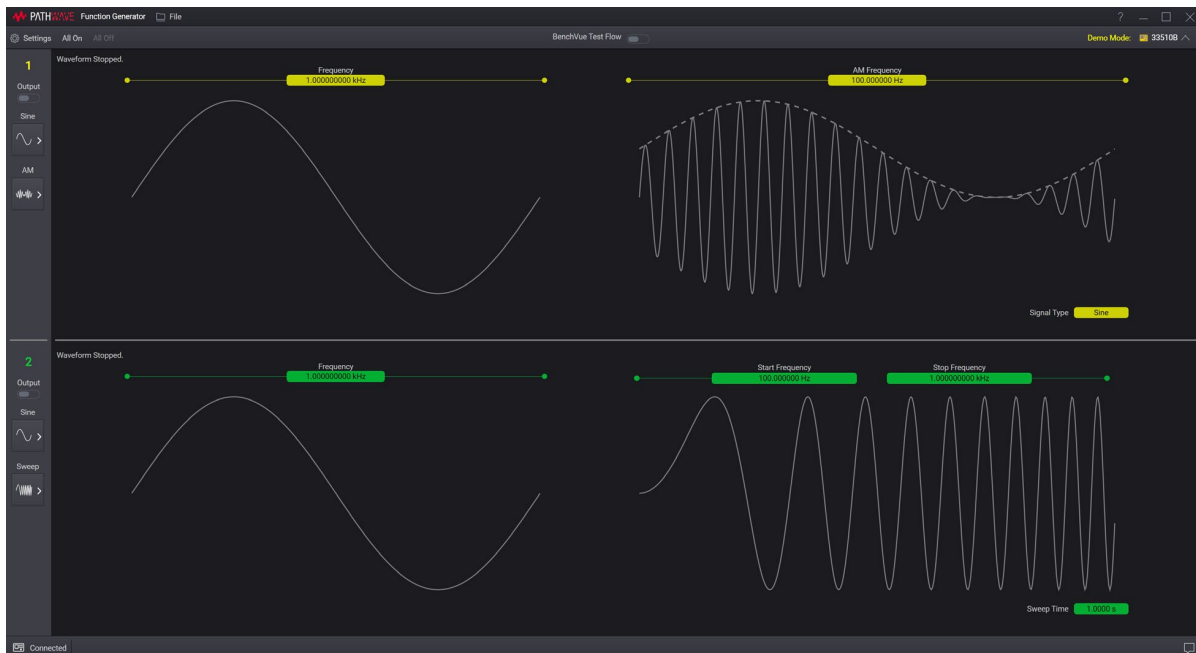 PATHWAVE Function Generator File ?
Settings All On All Off BenchVue Test Flow Demo Mode: 33510B
1
Output
Sine
AM
Waveform Stopped.
Frequency
1.000000000 kHz
AM Frequency
100.000000 Hz
Signal Type Sine
2
Output
Sine
Sweep
Waveform Stopped.
Frequency
1.000000000 kHz
Start Frequency
100.000000 Hz
Stop Frequency
1.000000000 kHz
Sweep Time 1.0000 s
Connected